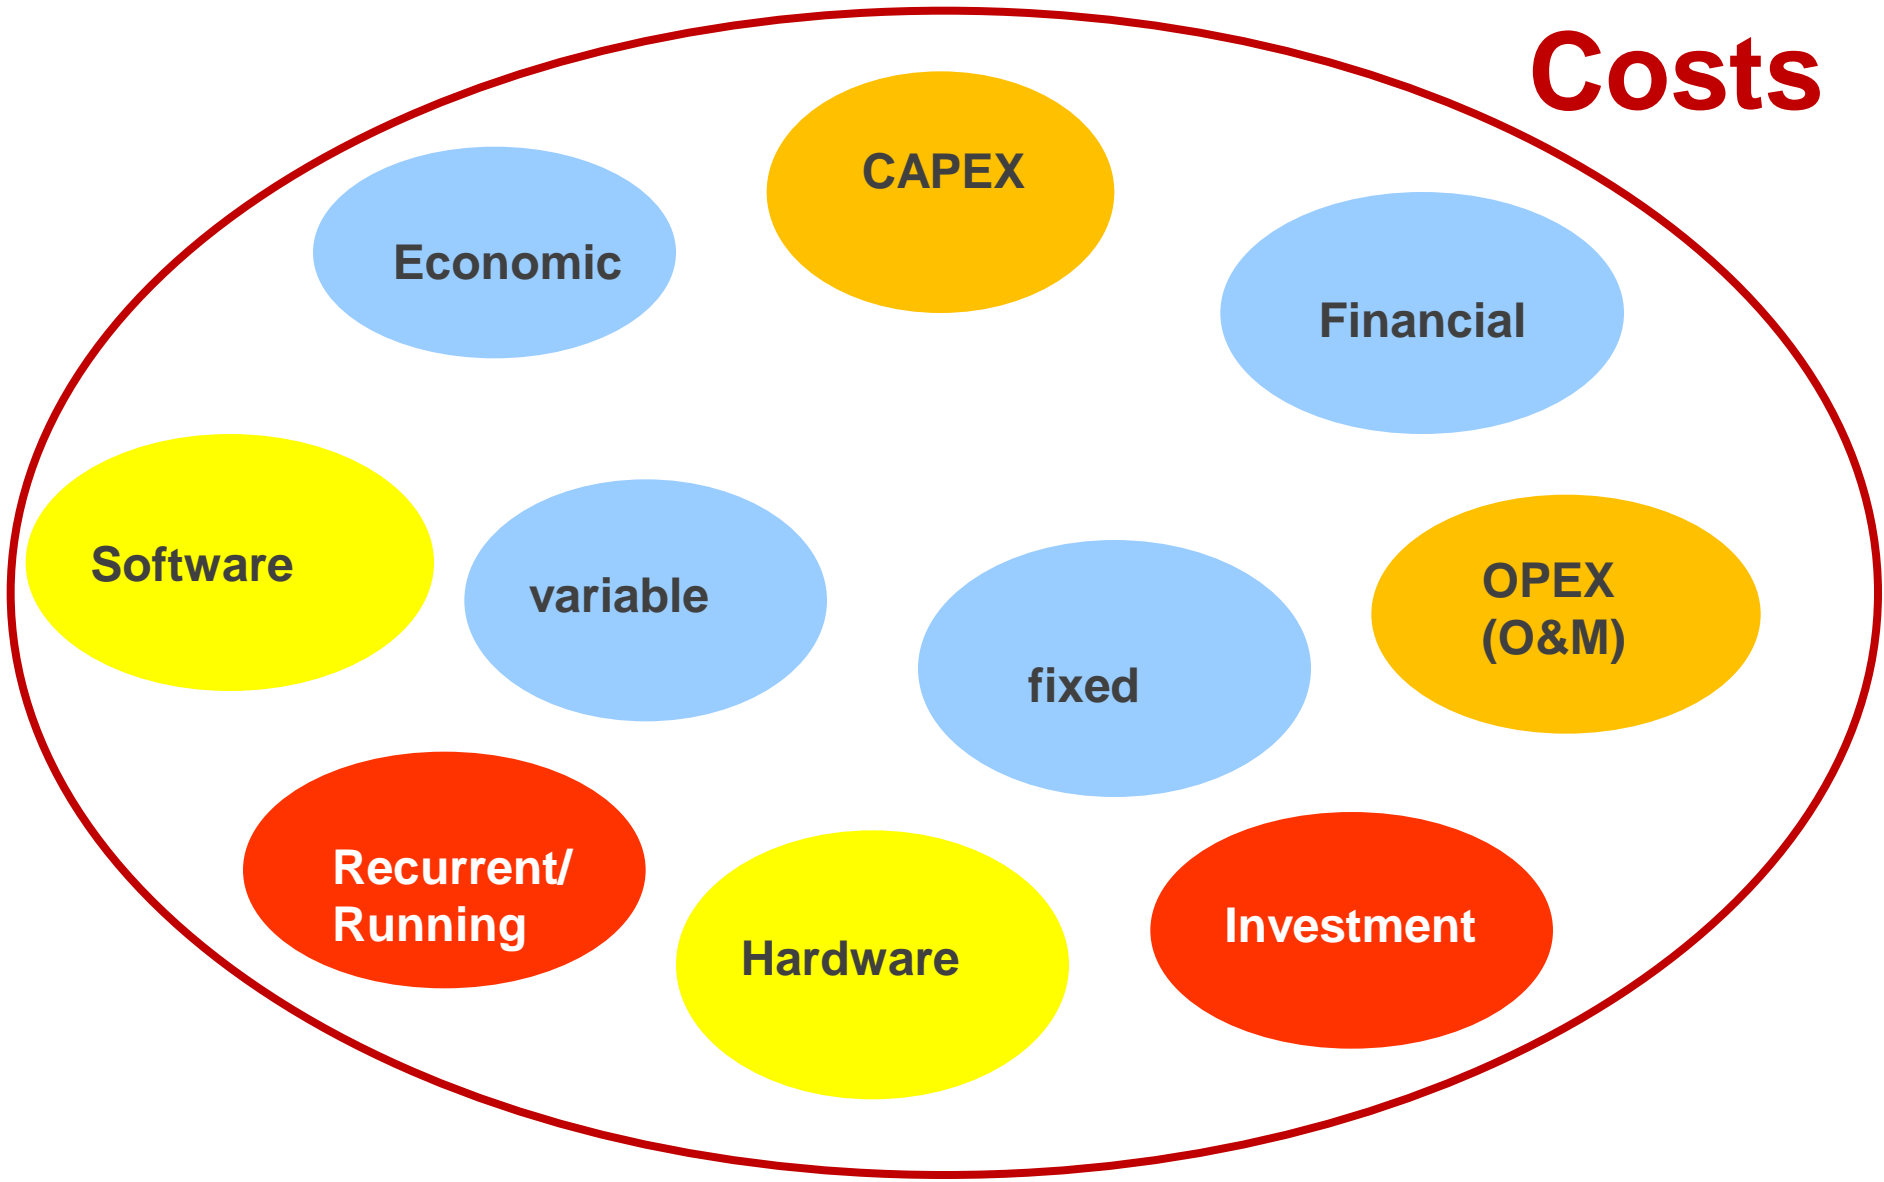 Costs
CAPEX
Economic
Financial
Software
variable
fixed
OPEX
(O&M)
Recurrent/
Running
Hardware
Investment